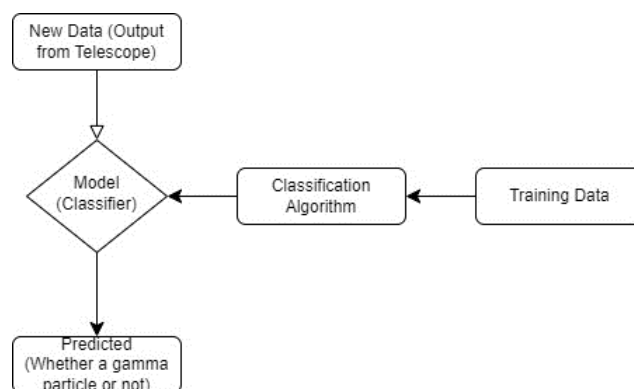 New Data (Output
from Telescope)
Model
(Classifier)
Classification
Algorithm
Training Data
Predicted
(Whether a gamma
particle or not)